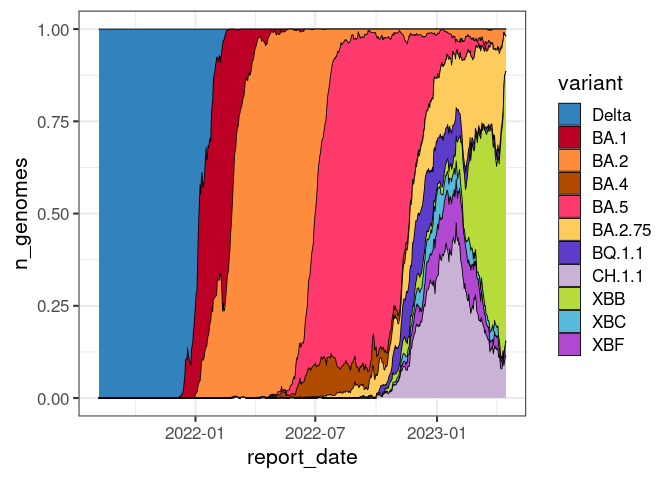 1.00
0.75
0.50
0.25
0.00
n_genomes
2022-01 2022-07 2023-01
report_date
variant
Delta
BA.1
BA.2
BA.4
BA.5
BA.2.75
BQ.1.1
CH.1.1
XBB
XBC
XBF